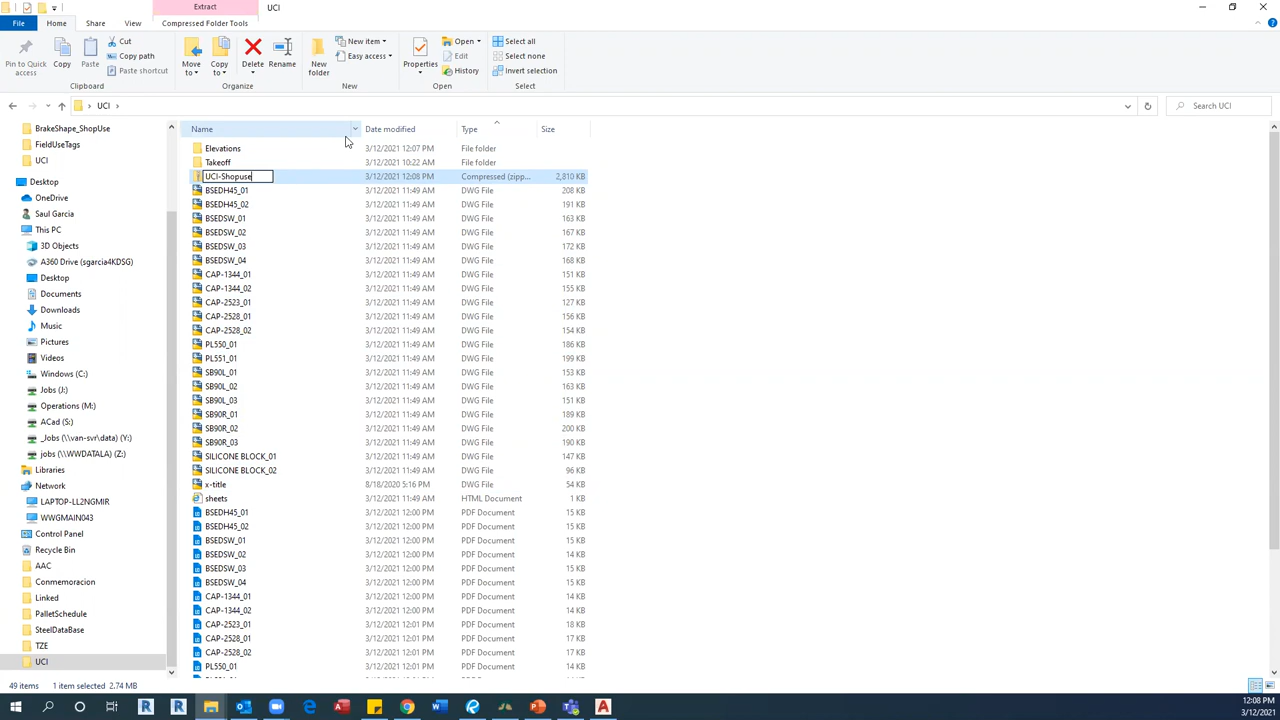 Extract
UCI
File
Home
Share
View
Compressed Folder Tools
Pin to Quick access
Copy
Paste
Cut
Copy path
Paste shortcut
Clipboard
Move to
Copy to
Delete
Rename
Organize
New folder
New item
Easy access
New
Properties
Open
Edit
History
Open
Select all
Select none
Invert selection
Select
UCI
Search UCI
BrakeShape_ShopUse
FieldUseTags
UCI
Desktop
OneDrive
Saul Garcia
This PC
3D Objects
A360 Drive (sgarcia4KDSG)
Desktop
Documents
Downloads
Music
Pictures
Videos
Windows (C:)
Jobs (J:)
Operations (M:)
ACad (S:)
_Jobs (\\van-svr\data) (Y:)
jobs (\\WWDATALA) (Z:)
Libraries
Network
LAPTOP-LL2NGMIR
WWGMAIN043
Control Panel
Recycle Bin
AAC
Conmemoracion
Linked
PalletSchedule
SteelDataBase
TZE
UCI
Name Date modified Type Size
Elevations 3/12/2021 12:07 PM File folder
Takeoff 3/12/2021 10:22 AM File folder
UCI-Shopuse 3/12/2021 12:08 PM Compressed (zipp... 2,810 KB
BSEDH45_01 3/12/2021 11:49 AM DWG File 208 KB
BSEDH45_02 3/12/2021 11:49 AM DWG File 191 KB
BSEDSW_01 3/12/2021 11:49 AM DWG File 163 KB
BSEDSW_02 3/12/2021 11:49 AM DWG File 167 KB
BSEDSW_03 3/12/2021 11:49 AM DWG File 172 KB
BSEDSW_04 3/12/2021 11:49 AM DWG File 168 KB
CAP-1344_01 3/12/2021 11:49 AM DWG File 151 KB
CAP-1344_02 3/12/2021 11:49 AM DWG File 155 KB
CAP-2523_01 3/12/2021 11:49 AM DWG File 127 KB
CAP-2528_01 3/12/2021 11:49 AM DWG File 156 KB
CAP-2528_02 3/12/2021 11:49 AM DWG File 154 KB
PL550_01 3/12/2021 11:49 AM DWG File 186 KB
PL551_01 3/12/2021 11:49 AM DWG File 199 KB
SB90L_01 3/12/2021 11:49 AM DWG File 153 KB
SB90L_02 3/12/2021 11:49 AM DWG File 163 KB
SB90L_03 3/12/2021 11:49 AM DWG File 151 KB
SB90R_01 3/12/2021 11:49 AM DWG File 189 KB
SB90R_02 3/12/2021 11:49 AM DWG File 200 KB
SB90R_03 3/12/2021 11:49 AM DWG File 190 KB
SILICONE BLOCK_01 3/12/2021 11:49 AM DWG File 147 KB
SILICONE BLOCK_02 3/12/2021 11:49 AM DWG File 96 KB
x-title 8/18/2020 5:16 PM DWG File 54 KB
sheets 3/12/2021 11:49 AM HTML Document 1 KB
BSEDH45_01 3/12/2021 12:00 PM PDF Document 15 KB
BSEDH45_02 3/12/2021 12:00 PM PDF Document 15 KB
BSEDSW_01 3/12/2021 12:00 PM PDF Document 15 KB
BSEDSW_02 3/12/2021 12:00 PM PDF Document 14 KB
BSEDSW_03 3/12/2021 12:00 PM PDF Document 15 KB
BSEDSW_04 3/12/2021 12:00 PM PDF Document 15 KB
CAP-1344_01 3/12/2021 12:00 PM PDF Document 14 KB
CAP-1344_02 3/12/2021 12:00 PM PDF Document 14 KB
CAP-2523_01 3/12/2021 12:01 PM PDF Document 18 KB
CAP-2528_01 3/12/2021 12:01 PM PDF Document 17 KB
CAP-2528_02 3/12/2021 12:01 PM PDF Document 17 KB
PL550_01 3/12/2021 12:01 PM PDF Document 14 KB
49 items 1 item selected 2.74 MB
12:08 PM
3/12/2021